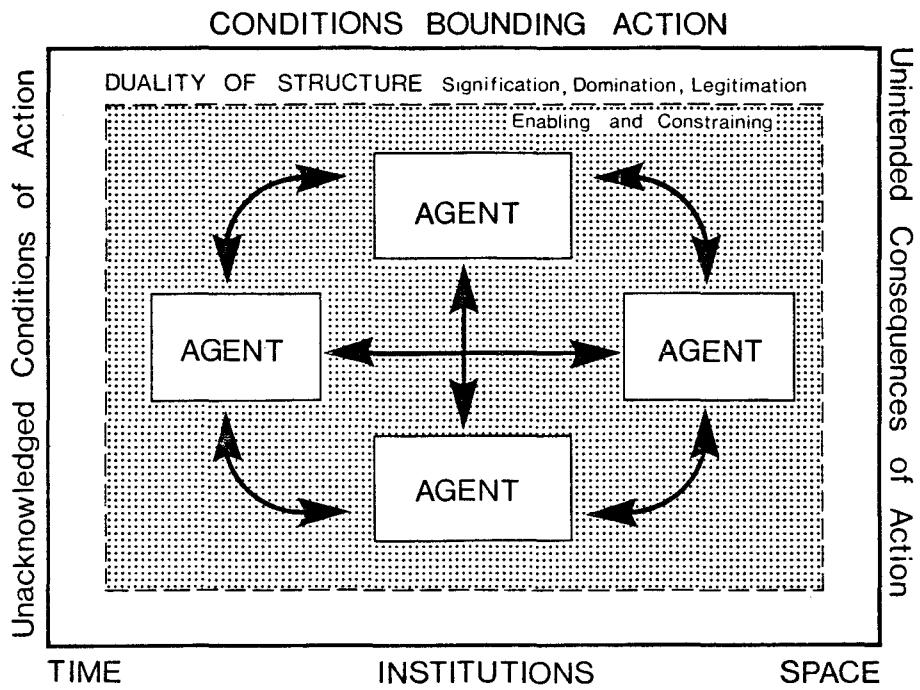 CONDITIONS BOUNDING ACTION
Unacknowledged Conditions of Action
DUALITY OF STRUCTURE Signification, Domination, Legitimation
Enabling and Constraining
AGENT
AGENT
AGENT
AGENT
Unintended Consequences of Action
TIME INSTITUTIONS SPACE